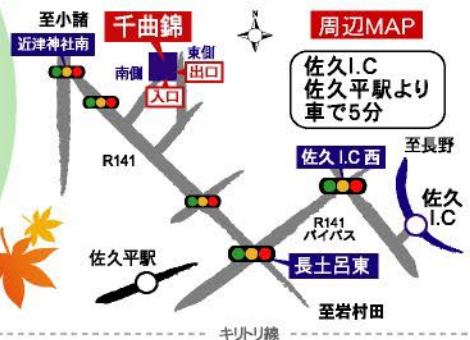 至小諸
近津神社南
千曲錦
N
周辺MAP
東側
南側
出口
入口
佐久I.C
佐久平駅より
車で5分
R141
佐久I.C西
至長野
佐久
I.C
R141
バイパス
佐久平駅
長土呂東
至岩村田
キリトリ線